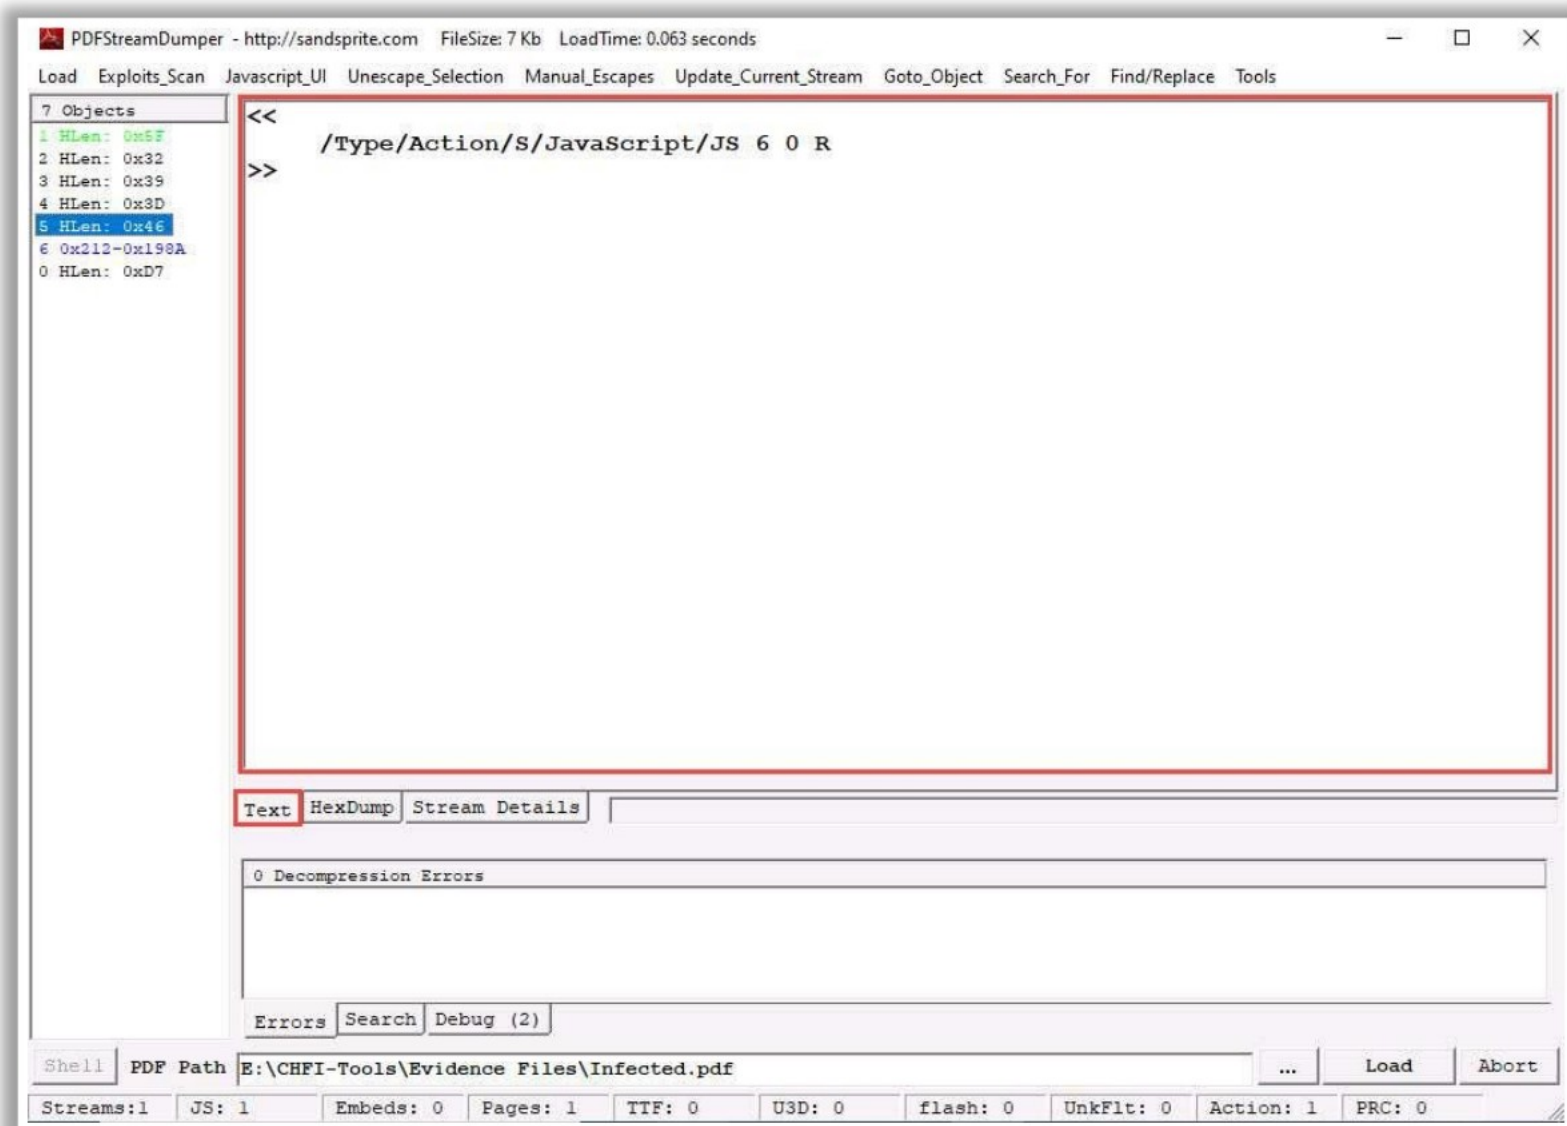 PDFStreamDumper - http://sandsprite.com FileSize: 7 Kb LoadTime: 0.063 seconds
Load Exploits_Scan Javascript_UI Unescape_Selection Manual_Escapes Update_Current_Stream Goto_Object Search_For Find/Replace Tools
7 Objects
1 HLen: 0x5F
2 HLen: 0x32
3 HLen: 0x39
4 HLen: 0x3D
5 HLen: 0x46
6 0x212-0x198A
0 HLen: 0xD7
<<
/Type/Action/S/JavaScript/JS 6 0 R
>>
Text HexDump Stream Details
0 Decompression Errors
Errors Search Debug (2)
Shell PDF Path E:\CHFI-Tools\Evidence Files\Infected.pdf ... Load Abort
Streams:1 JS: 1 Embeds: 0 Pages: 1 TTF: 0 U3D: 0 flash: 0 UnkFlt: 0 Action: 1 PRC: 0